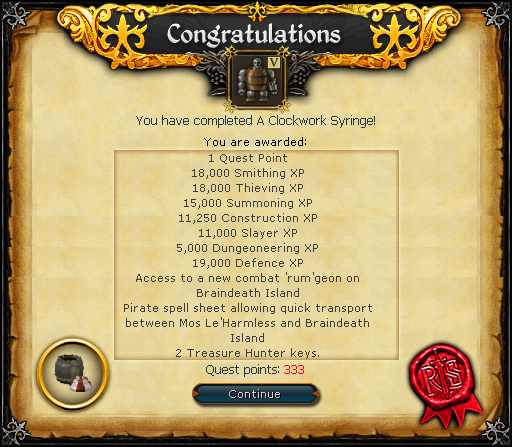 Congratulations
V
You have completed A Clockwork Syringe!
You are awarded:
1 Quest Point
18,000 Smithing XP
18,000 Thieving XP
15,000 Summoning XP
11,250 Construction XP
11,000 Slayer XP
5,000 Dungeoneering XP
19,000 Defence XP
Access to a new combat 'rum'geon on
Braindeath Island
Pirate spell sheet allowing quick transport
between Mos Le'Harmless and Braindeath
Island
2 Treasure Hunter keys.
Quest points: 333
RS
Continue